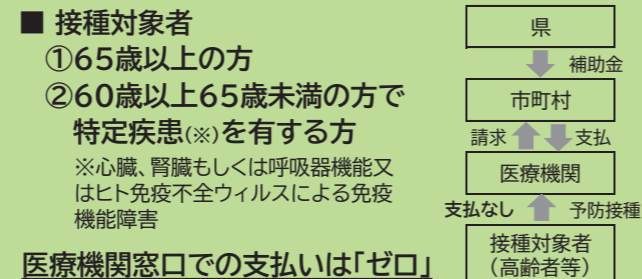 ■ 接種対象者
①65歳以上の方
②60歳以上65歳未満の方で
特定疾患(※)を有する方
※心臓、腎臓もしくは呼吸器機能又
はヒト免疫不全ウィルスによる免疫
機能障害
医療機関窓口での支払いは「ゼロ」
県
補助金
市町村
請求 支払
医療機関
支払なし 予防接種
接種対象者
(高齢者等)